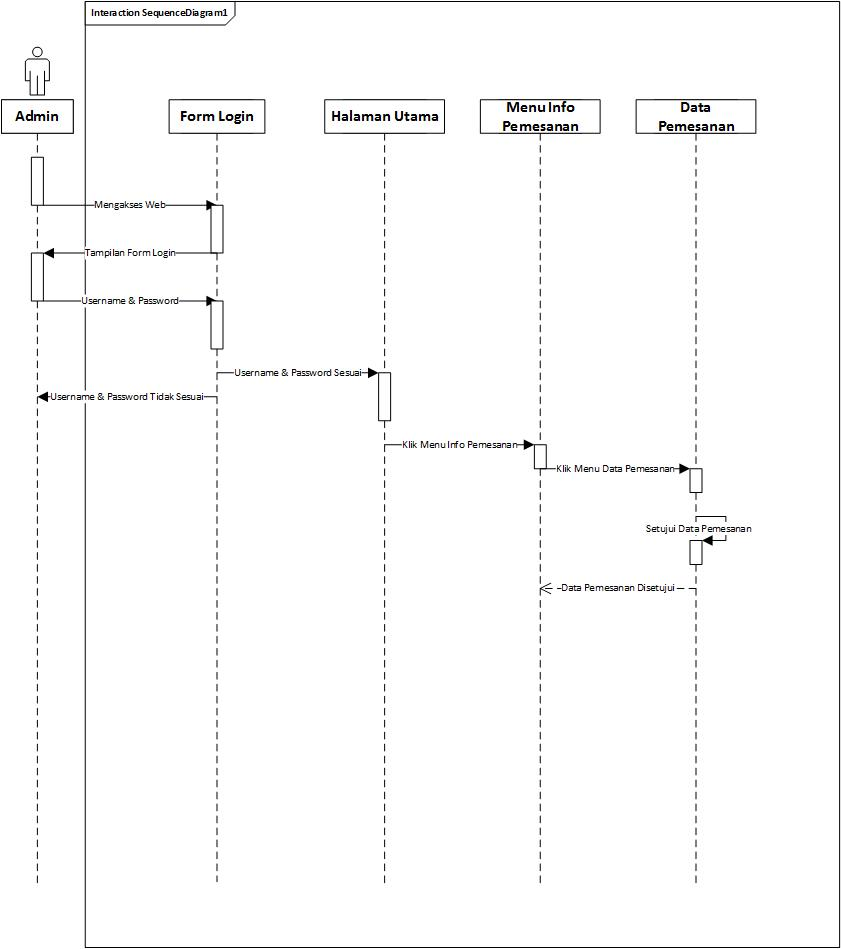 Interaction SequenceDiagram1
Admin
Form Login
Halaman Utama
Menu Info
Pemesanan
Data
Pemesanan
Mengakses Web
Tampilan Form Login
Username & Password
Username & Password Sesuai
Username & Password Tidak Sesuai
Klik Menu Info Pemesanan
Klik Menu Data Pemesanan
Setujui Data Pemesanan
Data Pemesanan Disetujui